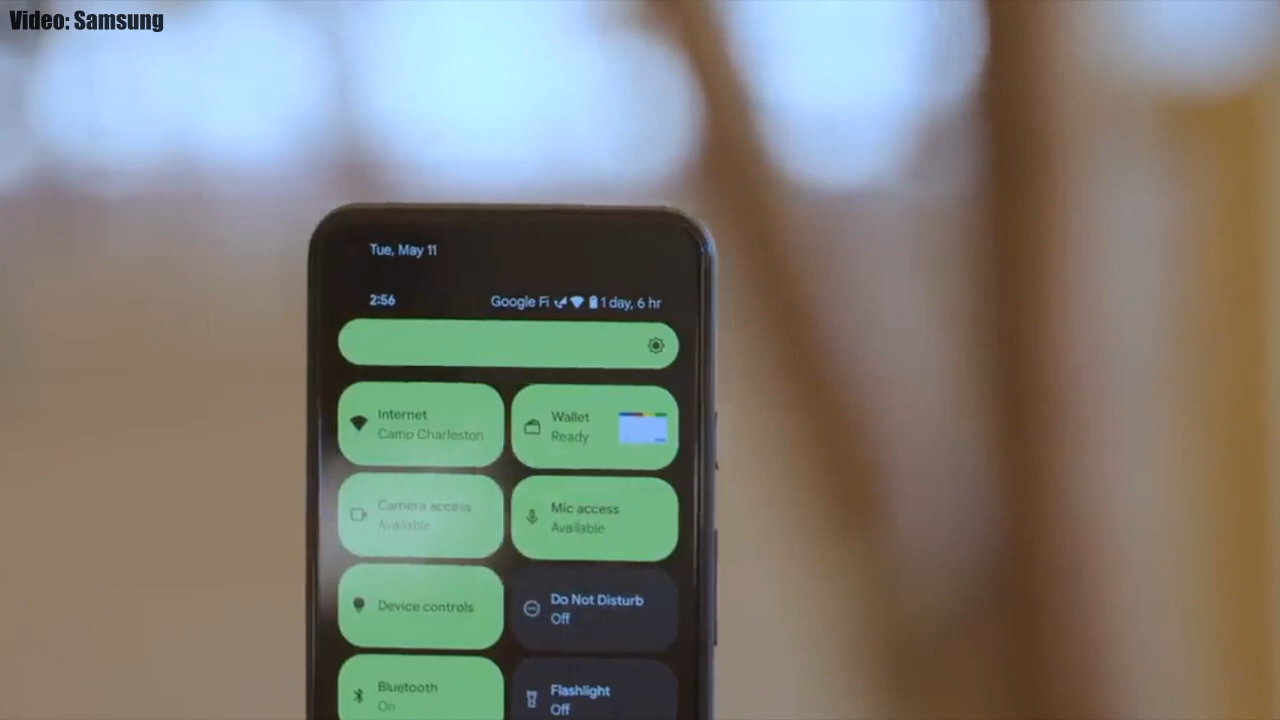 Video: Samsung
Tue, May 11
2:56
Google Fi 1 day, 6 hr
Internet
Camp Charleston
Wallet
Ready
Camera access
Available
Mic access
Available
Device controls
Do Not Disturb
Off
Bluetooth
On
Flashlight
Off